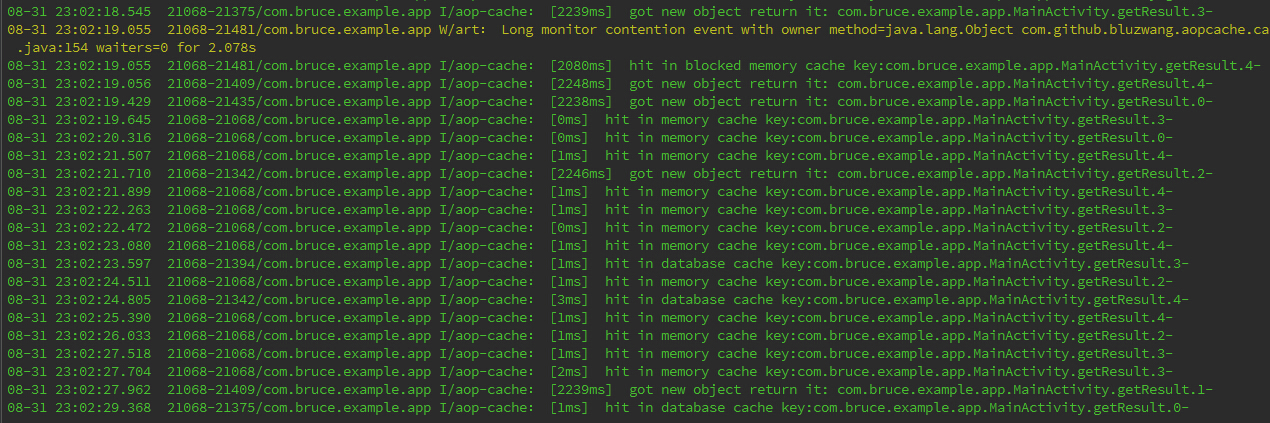 08-31 23:02:18.545 21068-21375/com.bruce.example.app I/aop-cache: [2239ms] got new object return it: com.bruce.example.app.MainActivity.getResult.3-
08-31 23:02:19.055 21068-21481/com.bruce.example.app W/art: Long monitor contention event with owner method=java.lang.Object com.github.bluzwang.aopcache.ca
.java:154 waiters=0 for 2.078s
08-31 23:02:19.055 21068-21481/com.bruce.example.app I/aop-cache: [2080ms] hit in blocked memory cache key:com.bruce.example.app.MainActivity.getResult.4-
08-31 23:02:19.056 21068-21409/com.bruce.example.app I/aop-cache: [2248ms] got new object return it: com.bruce.example.app.MainActivity.getResult.4-
08-31 23:02:19.429 21068-21435/com.bruce.example.app I/aop-cache: [2238ms] got new object return it: com.bruce.example.app.MainActivity.getResult.0-
08-31 23:02:19.645 21068-21068/com.bruce.example.app I/aop-cache: [0ms] hit in memory cache key:com.bruce.example.app.MainActivity.getResult.3-
08-31 23:02:20.316 21068-21068/com.bruce.example.app I/aop-cache: [0ms] hit in memory cache key:com.bruce.example.app.MainActivity.getResult.0-
08-31 23:02:21.507 21068-21068/com.bruce.example.app I/aop-cache: [1ms] hit in memory cache key:com.bruce.example.app.MainActivity.getResult.4-
08-31 23:02:21.710 21068-21342/com.bruce.example.app I/aop-cache: [2246ms] got new object return it: com.bruce.example.app.MainActivity.getResult.2-
08-31 23:02:21.899 21068-21068/com.bruce.example.app I/aop-cache: [1ms] hit in memory cache key:com.bruce.example.app.MainActivity.getResult.4-
08-31 23:02:22.263 21068-21068/com.bruce.example.app I/aop-cache: [1ms] hit in memory cache key:com.bruce.example.app.MainActivity.getResult.3-
08-31 23:02:22.472 21068-21068/com.bruce.example.app I/aop-cache: [0ms] hit in memory cache key:com.bruce.example.app.MainActivity.getResult.2-
08-31 23:02:23.080 21068-21068/com.bruce.example.app I/aop-cache: [1ms] hit in memory cache key:com.bruce.example.app.MainActivity.getResult.4-
08-31 23:02:23.597 21068-21394/com.bruce.example.app I/aop-cache: [1ms] hit in database cache key:com.bruce.example.app.MainActivity.getResult.3-
08-31 23:02:24.511 21068-21068/com.bruce.example.app I/aop-cache: [1ms] hit in memory cache key:com.bruce.example.app.MainActivity.getResult.2-
08-31 23:02:24.805 21068-21342/com.bruce.example.app I/aop-cache: [3ms] hit in database cache key:com.bruce.example.app.MainActivity.getResult.4-
08-31 23:02:25.390 21068-21068/com.bruce.example.app I/aop-cache: [1ms] hit in memory cache key:com.bruce.example.app.MainActivity.getResult.4-
08-31 23:02:26.033 21068-21068/com.bruce.example.app I/aop-cache: [1ms] hit in memory cache key:com.bruce.example.app.MainActivity.getResult.2-
08-31 23:02:27.518 21068-21068/com.bruce.example.app I/aop-cache: [1ms] hit in memory cache key:com.bruce.example.app.MainActivity.getResult.3-
08-31 23:02:27.704 21068-21068/com.bruce.example.app I/aop-cache: [2ms] hit in memory cache key:com.bruce.example.app.MainActivity.getResult.3-
08-31 23:02:27.962 21068-21409/com.bruce.example.app I/aop-cache: [2239ms] got new object return it: com.bruce.example.app.MainActivity.getResult.1-
08-31 23:02:29.368 21068-21375/com.bruce.example.app I/aop-cache: [1ms] hit in database cache key:com.bruce.example.app.MainActivity.getResult.0-